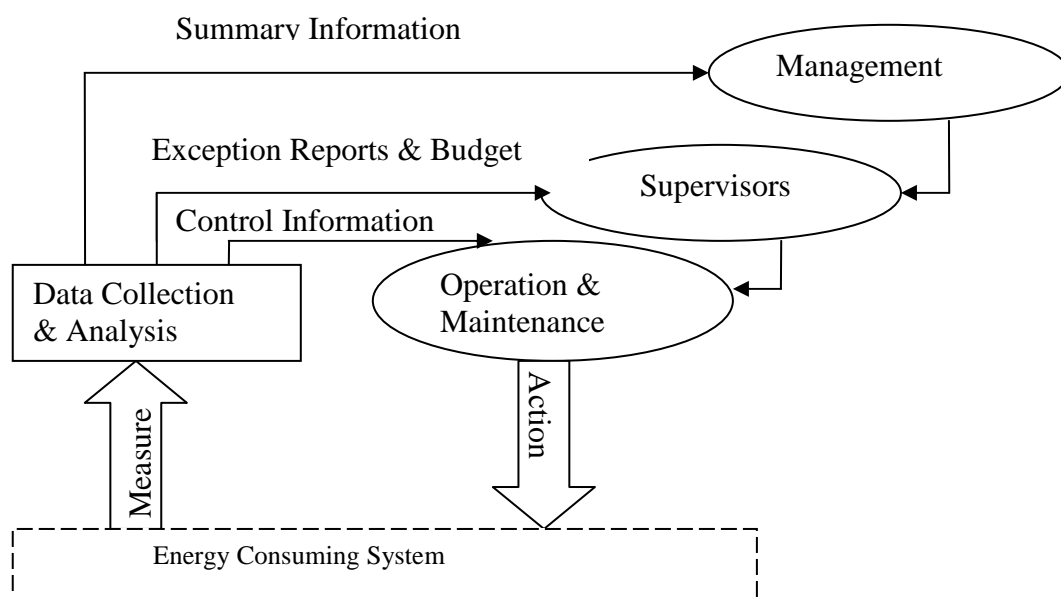 Summary Information
Management
Exception Reports & Budget
Supervisors
Control Information
Data Collection
& Analysis
Operation &
Maintenance
Measure
Action
Energy Consuming System